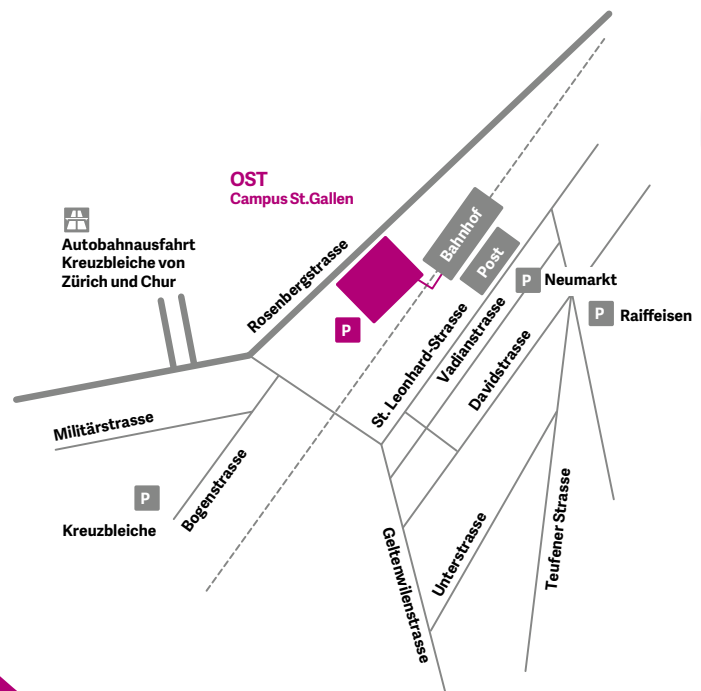 OST
Campus St.Gallen
Autobahnausfahrt
Kreuzbleiche von
Zürich und Chur
Rosenbergstrasse
Bahnhof
Post
P
Neumarkt
P
Raiffeisen
P
St. Leonhard-Strasse
Vadianstrasse
Davidstrasse
Militärstrasse
Bogenstrasse
P
Kreuzbleiche
Geltenwilenstrasse
Unterstrasse
Teufener Strasse